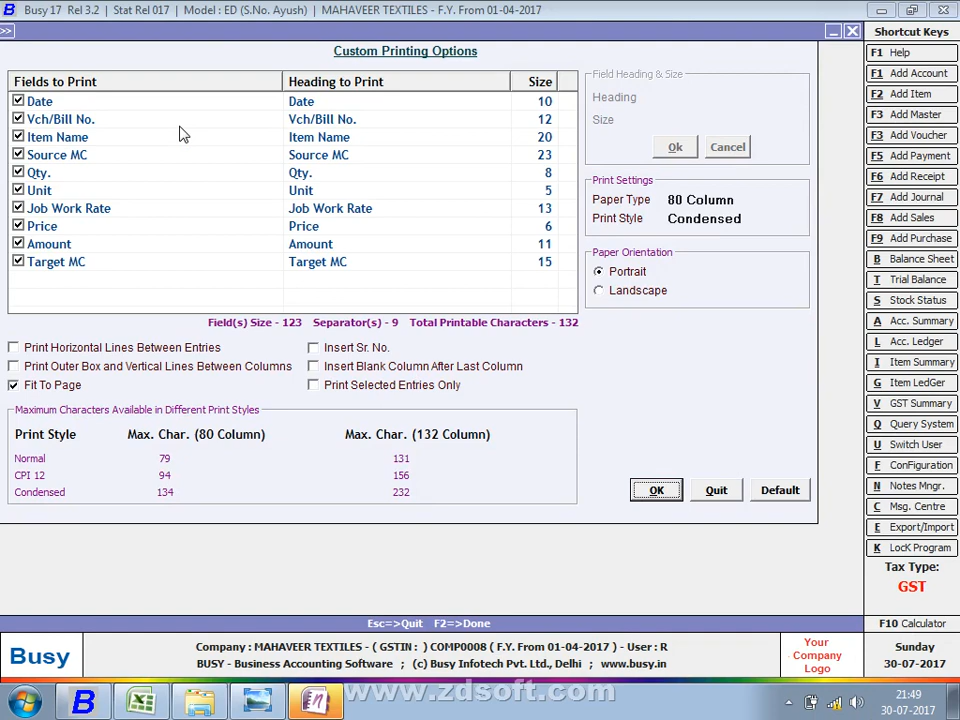 Busy 17 Rel 3.2 | Stat Rel 017 | Model : ED (S.No. Ayush) | MAHAVEER TEXTILES - F.Y. From 01-04-2017
>>
Custom Printing Options
Fields to Print Heading to Print Size
Date Date 10
Vch/Bill No. Vch/Bill No. 12
Item Name Item Name 20
Source MC Source MC 23
Qty. Qty. 8
Unit Unit 5
Job Work Rate Job Work Rate 13
Price Price 6
Amount Amount 11
Target MC Target MC 15
Field(s) Size - 123 Separator(s) - 9 Total Printable Characters - 132
Print Horizontal Lines Between Entries Insert Sr. No.
Print Outer Box and Vertical Lines Between Columns Insert Blank Column After Last Column
Fit To Page Print Selected Entries Only
Maximum Characters Available in Different Print Styles
Print Style Max. Char. (80 Column) Max. Char. (132 Column)
Normal 79 131
CPI 12 94 156
Condensed 134 232
Field Heading & Size
Heading
Size
Ok Cancel
Print Settings
Paper Type 80 Column
Print Style Condensed
Paper Orientation
Portrait
Landscape
OK Quit Default
Shortcut Keys
F1 Help
F1 Add Account
F2 Add Item
F3 Add Master
F3 Add Voucher
F5 Add Payment
F6 Add Receipt
F7 Add Journal
F8 Add Sales
F9 Add Purchase
B Balance Sheet
T Trial Balance
S Stock Status
A Acc. Summary
L Acc. Ledger
I Item Summary
G Item LedGer
V GST Summary
Q Query System
U Switch User
F ConFiguration
N Notes Mngr.
C Msg. Centre
E Export/Import
K LocK Program
Tax Type:
GST
F10 Calculator
Esc=>Quit F2=>Done
Busy
Company : MAHAVEER TEXTILES - ( GSTIN : ) COMP0008 ( F.Y. From 01-04-2017 ) - User : R
BUSY - Business Accounting Software ; (c) Busy Infotech Pvt. Ltd., Delhi ; www.busy.in
Your
Company
Logo
Sunday
30-07-2017
www.zdsoft.com
21:49
30-07-2017